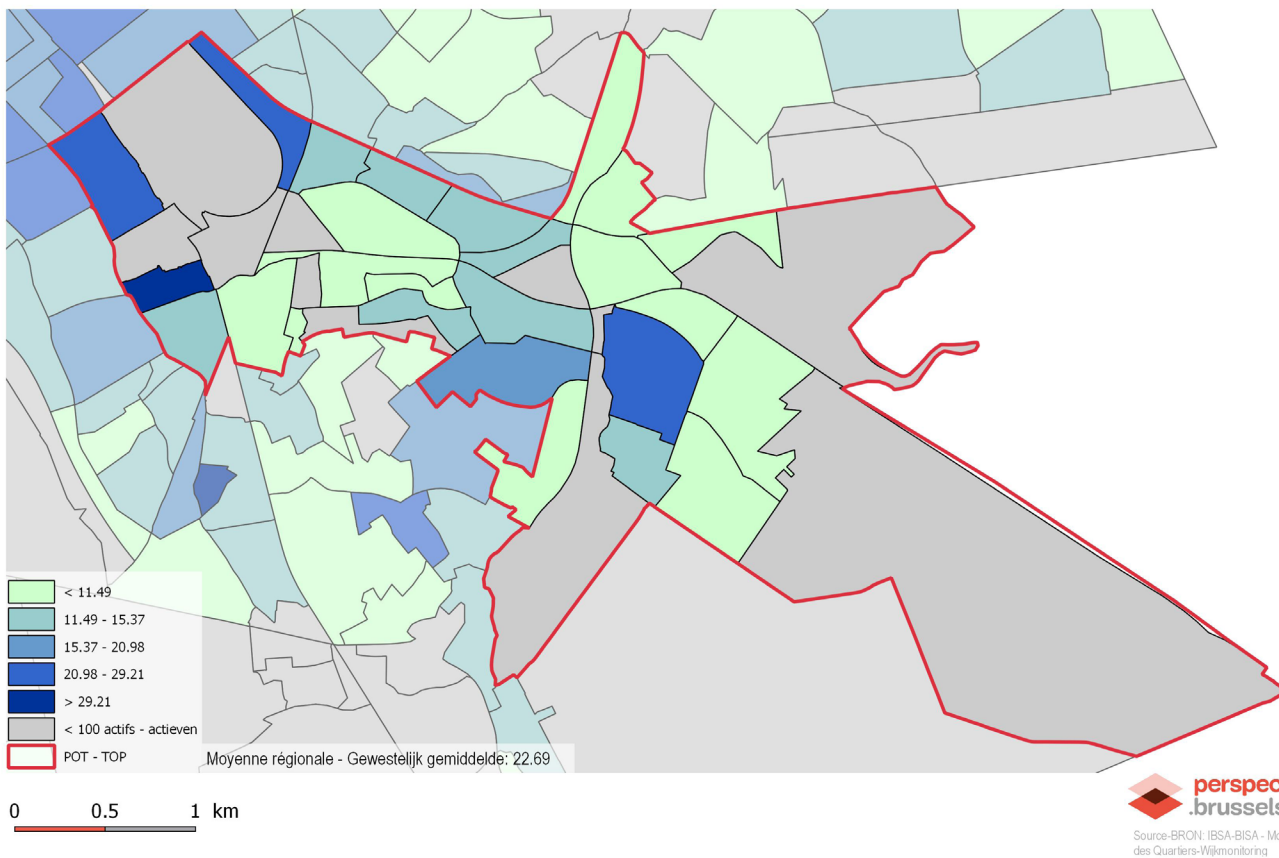 < 11.49
11.49 - 15.37
15.37 - 20.98
20.98 - 29.21
> 29.21
< 100 actifs - actieven
POT - TOP
Moyenne régionale - Gewestelijk gemiddelde: 22.69
0 0.5 1 km
perspec
.brussels
Source-BRON: IBSA-BISA - Mo
des Quartiers-Wijkmonitoring